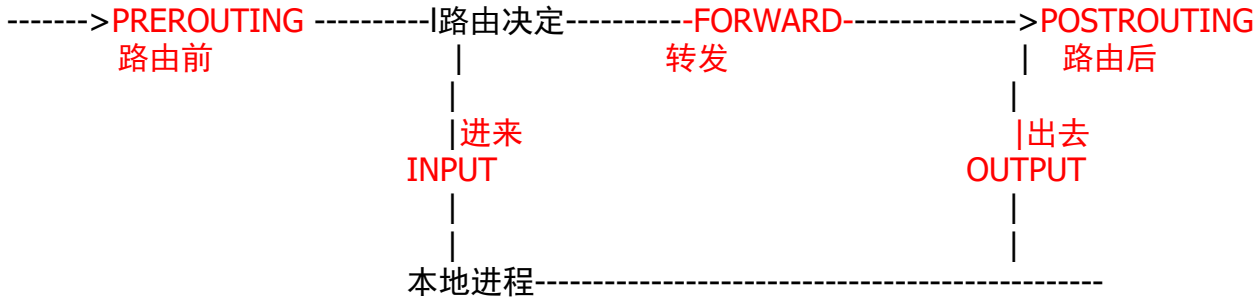 ------->PREROUTING ----------l路由决定-----------FORWARD--------------->POSTROUTING
路由前 | 转发 | 路由后
| |
|进来 |出去
INPUT OUTPUT
| |
| |
本地进程-------------------------------------------------